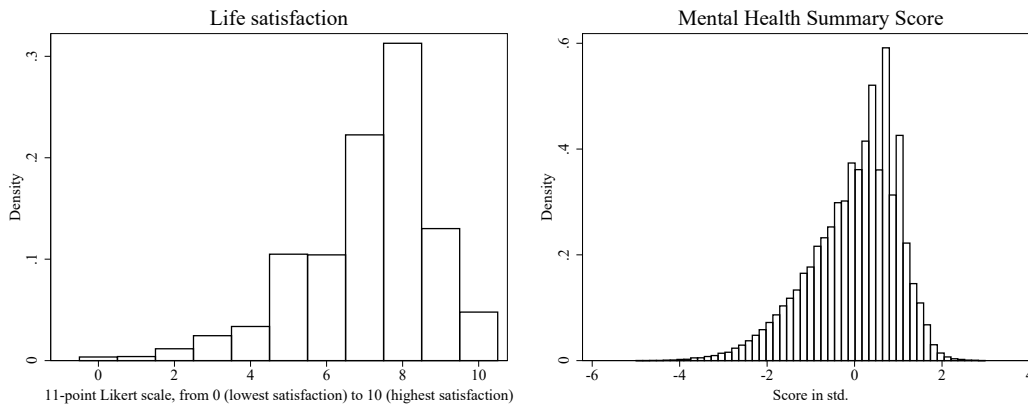 Life satisfaction
.3
.2
.1
0
Density
0 2 4 6 8 10
11-point Likert scale, from 0 (lowest satisfaction) to 10 (highest satisfaction)
Mental Health Summary Score
.6
.4
.2
0
Density
-6 -4 -2 0 2 4
Score in std.